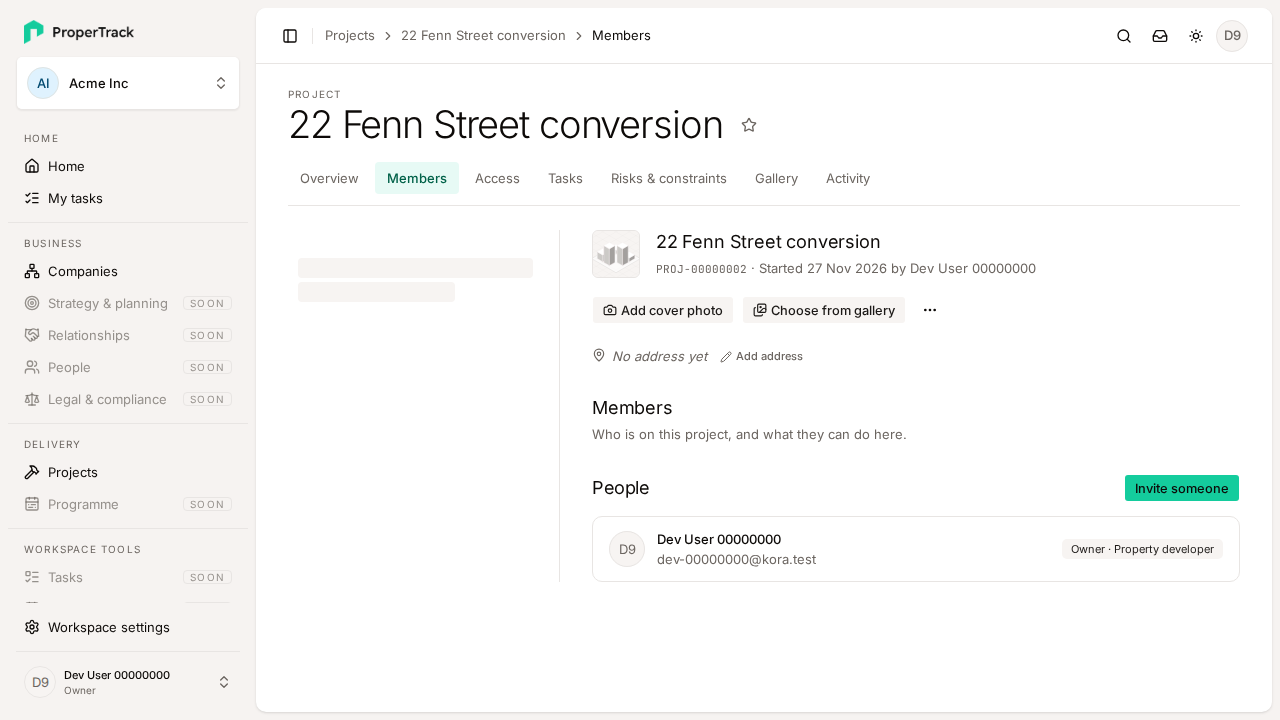 ProperTrack
AI Acme Inc
HOME
Home
My tasks
BUSINESS
Companies
Strategy & planning SOON
Relationships SOON
People SOON
Legal & compliance SOON
DELIVERY
Projects
Programme SOON
WORKSPACE TOOLS
Tasks SOON
Workspace settings
D9 Dev User 00000000
Owner
Projects > 22 Fenn Street conversion > Members
D9
PROJECT
22 Fenn Street conversion
Overview Members Access Tasks Risks & constraints Gallery Activity
22 Fenn Street conversion
PROJ-00000002 · Started 27 Nov 2026 by Dev User 00000000
Add cover photo Choose from gallery
No address yet Add address
Members
Who is on this project, and what they can do here.
People Invite someone
D9 Dev User 00000000
dev-00000000@kora.test
Owner · Property developer